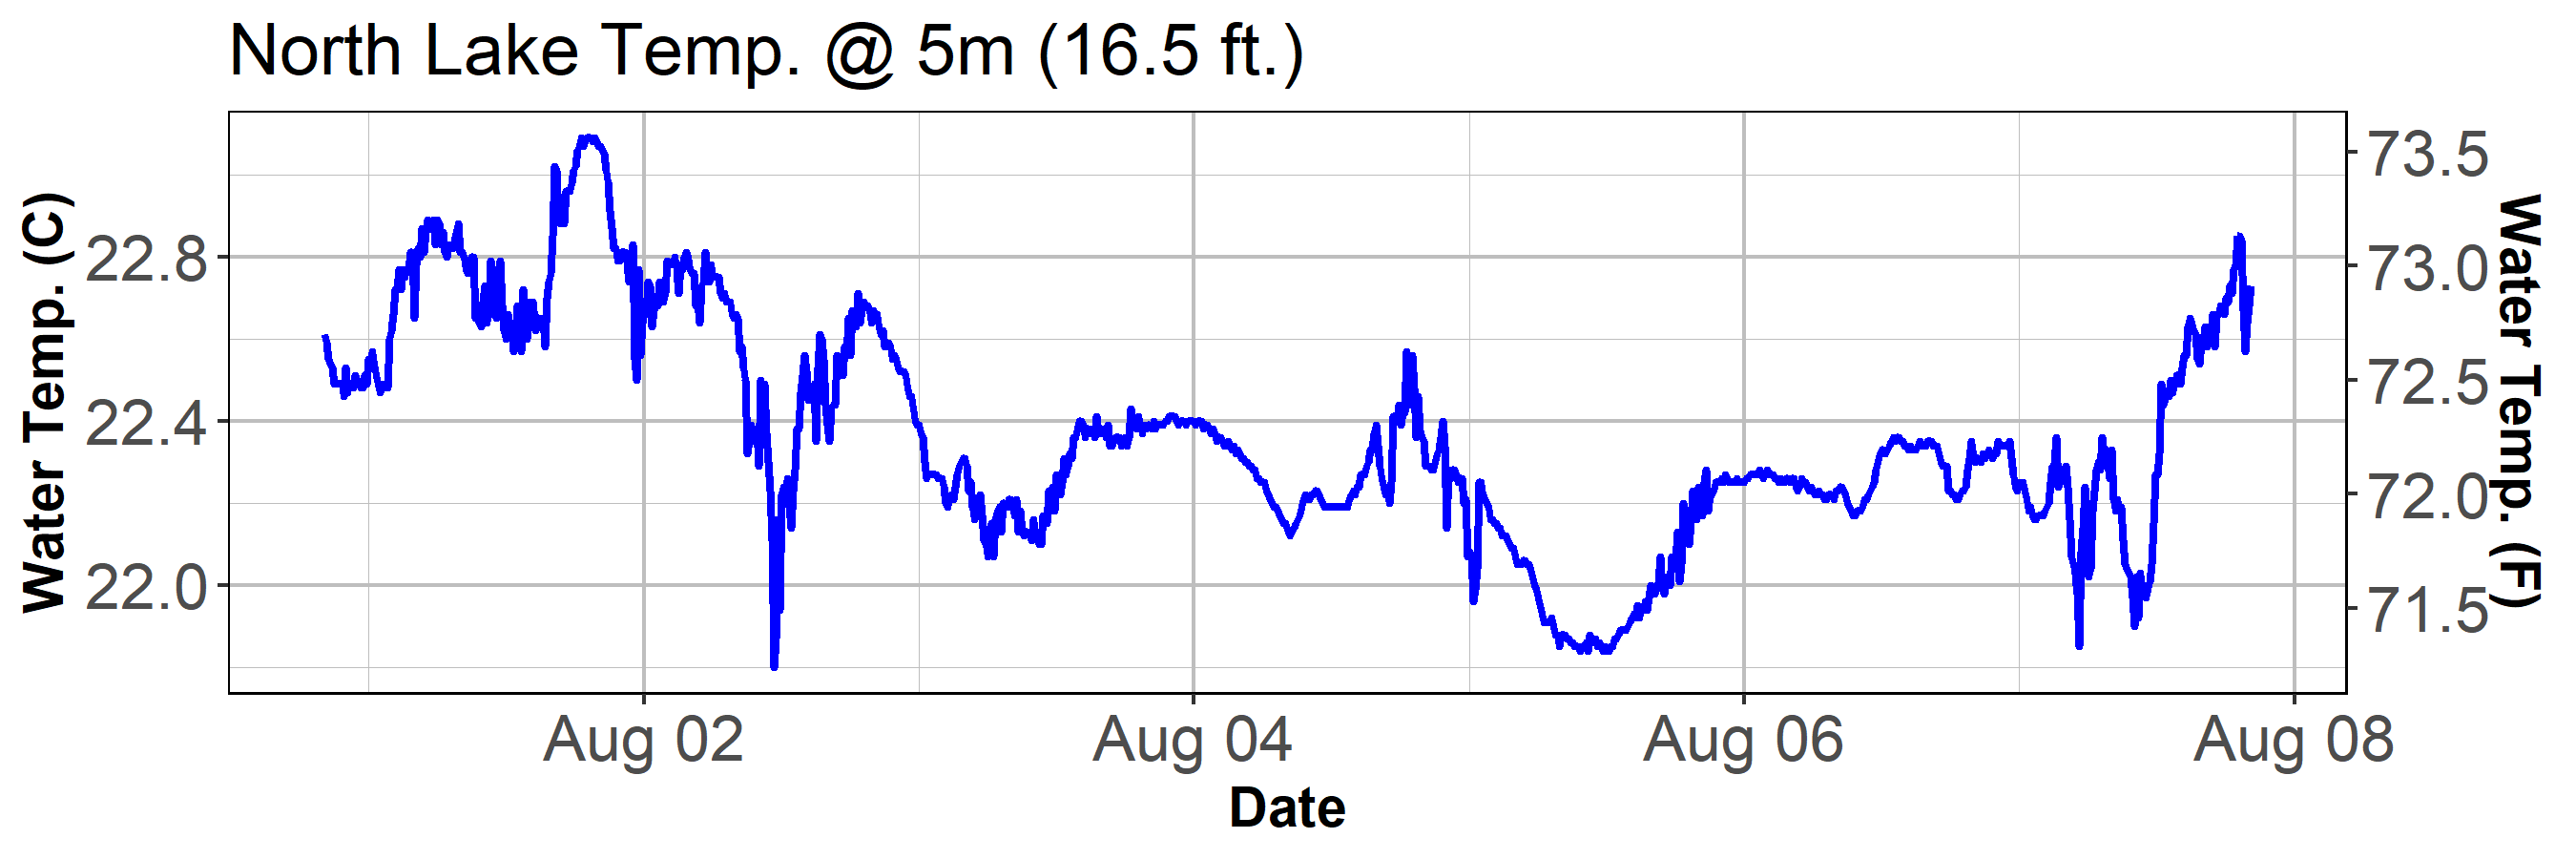 North Lake Temp. @ 5m (16.5 ft.)
Water Temp. (C)
22.8
22.4
22.0
73.5
73.0
72.5
72.0
71.5
Water Temp. (F)
Aug 02
Aug 04
Aug 06
Aug 08
Date